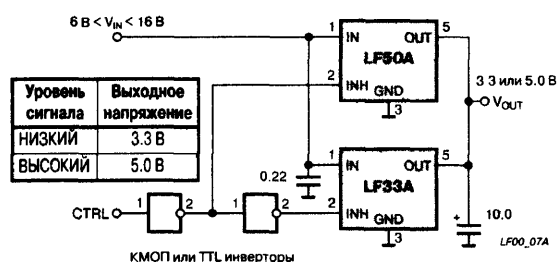 6 В < VIN < 16 В
1 IN OUT 5
LF50A
2 INH
GND
3
3 3 или 5.0 В
VOUT
Уровень сигнала Выходное напряжение
НИЗКИЙ 3.3 В
ВЫСОКИЙ 5.0 В
0.22
1 IN OUT 5
LF33A
2 INH
GND
3
CTRL 1 2 1 2
+ 10.0
LF00_07A
КМОП или TTL инверторы